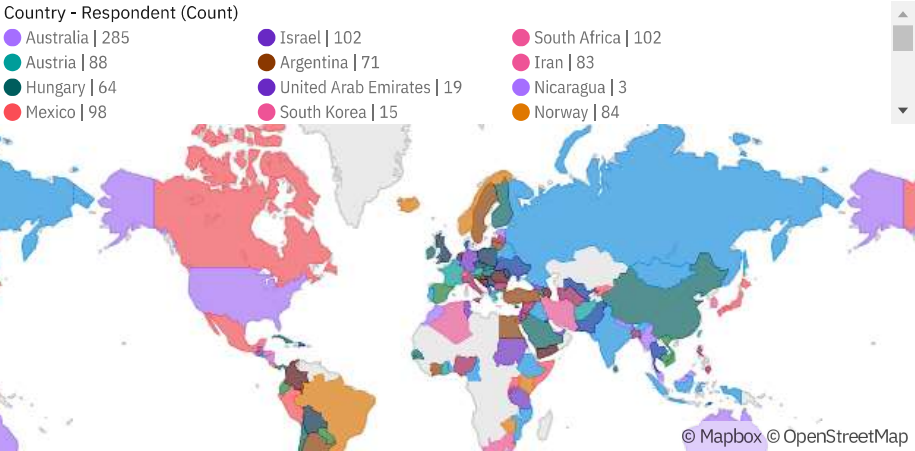 Country - Respondent (Count)
Australia | 285
Israel | 102
South Africa | 102
Austria | 88
Argentina | 71
Iran | 83
Hungary | 64
United Arab Emirates | 19
Nicaragua | 3
Mexico | 98
South Korea | 15
Norway | 84
© Mapbox © OpenStreetMap